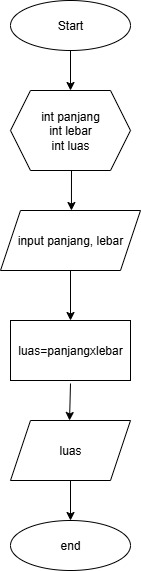 Start
int panjang
int lebar
int luas
input panjang, lebar
luas=panjangxlebar
luas
end